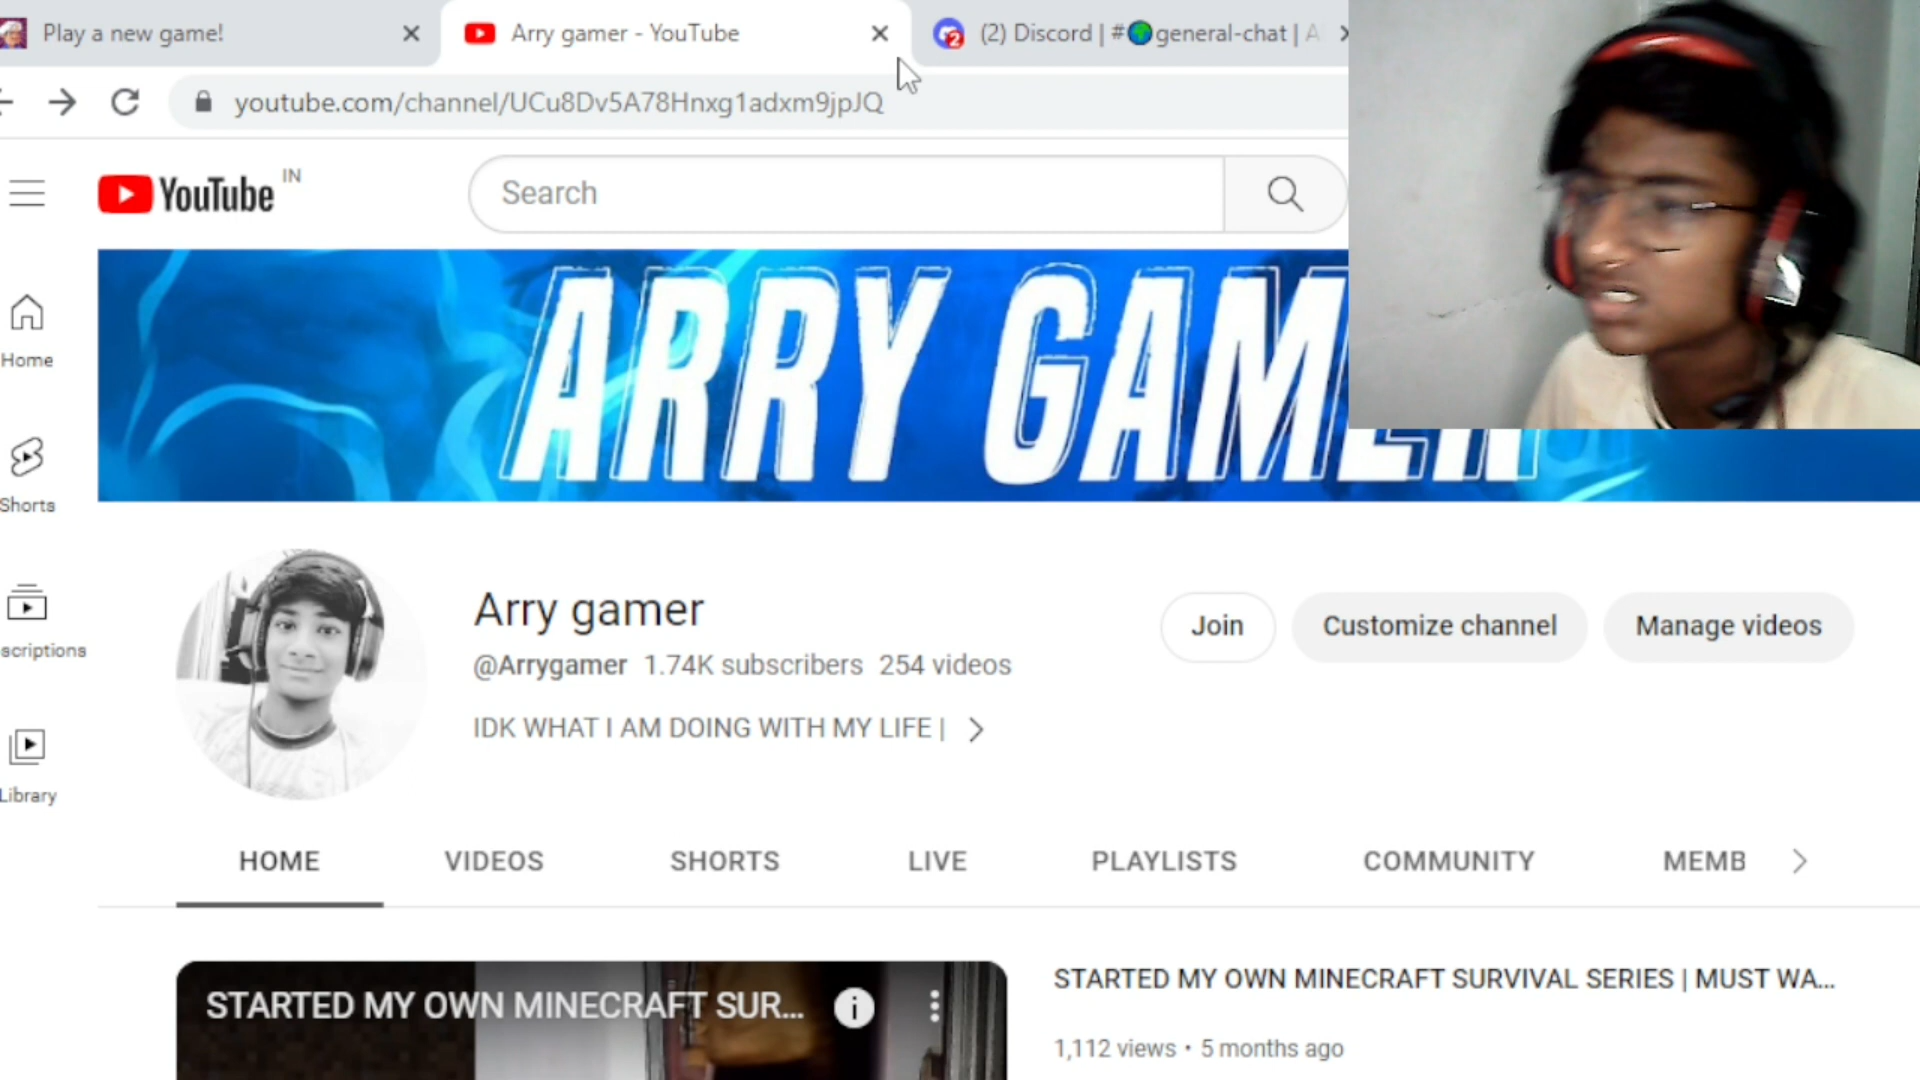 Play a new game!
Arry gamer - YouTube
(2) Discord | #general-chat | A
youtube.com/channel/UCu8Dv5A78Hnxg1adxm9jpJQ
YouTube IN
Search
ARRY GAMER
Home
Shorts
scriptions
Library
Arry gamer
@Arrygamer 1.74K subscribers 254 videos
IDK WHAT I AM DOING WITH MY LIFE |
Join
Customize channel
Manage videos
HOME VIDEOS SHORTS LIVE PLAYLISTS COMMUNITY MEMB
STARTED MY OWN MINECRAFT SUR...
STARTED MY OWN MINECRAFT SURVIVAL SERIES | MUST WA...
1,112 views • 5 months ago